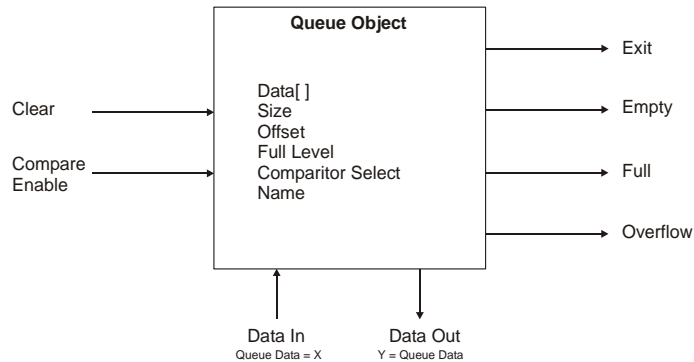 Queue Object
Exit
Data[ ]
Size
Offset
Full Level
Comparitor Select
Name
Clear
Empty
Compare
Enable
Full
Overflow
Data In
Queue Data = X
Data Out
Y = Queue Data